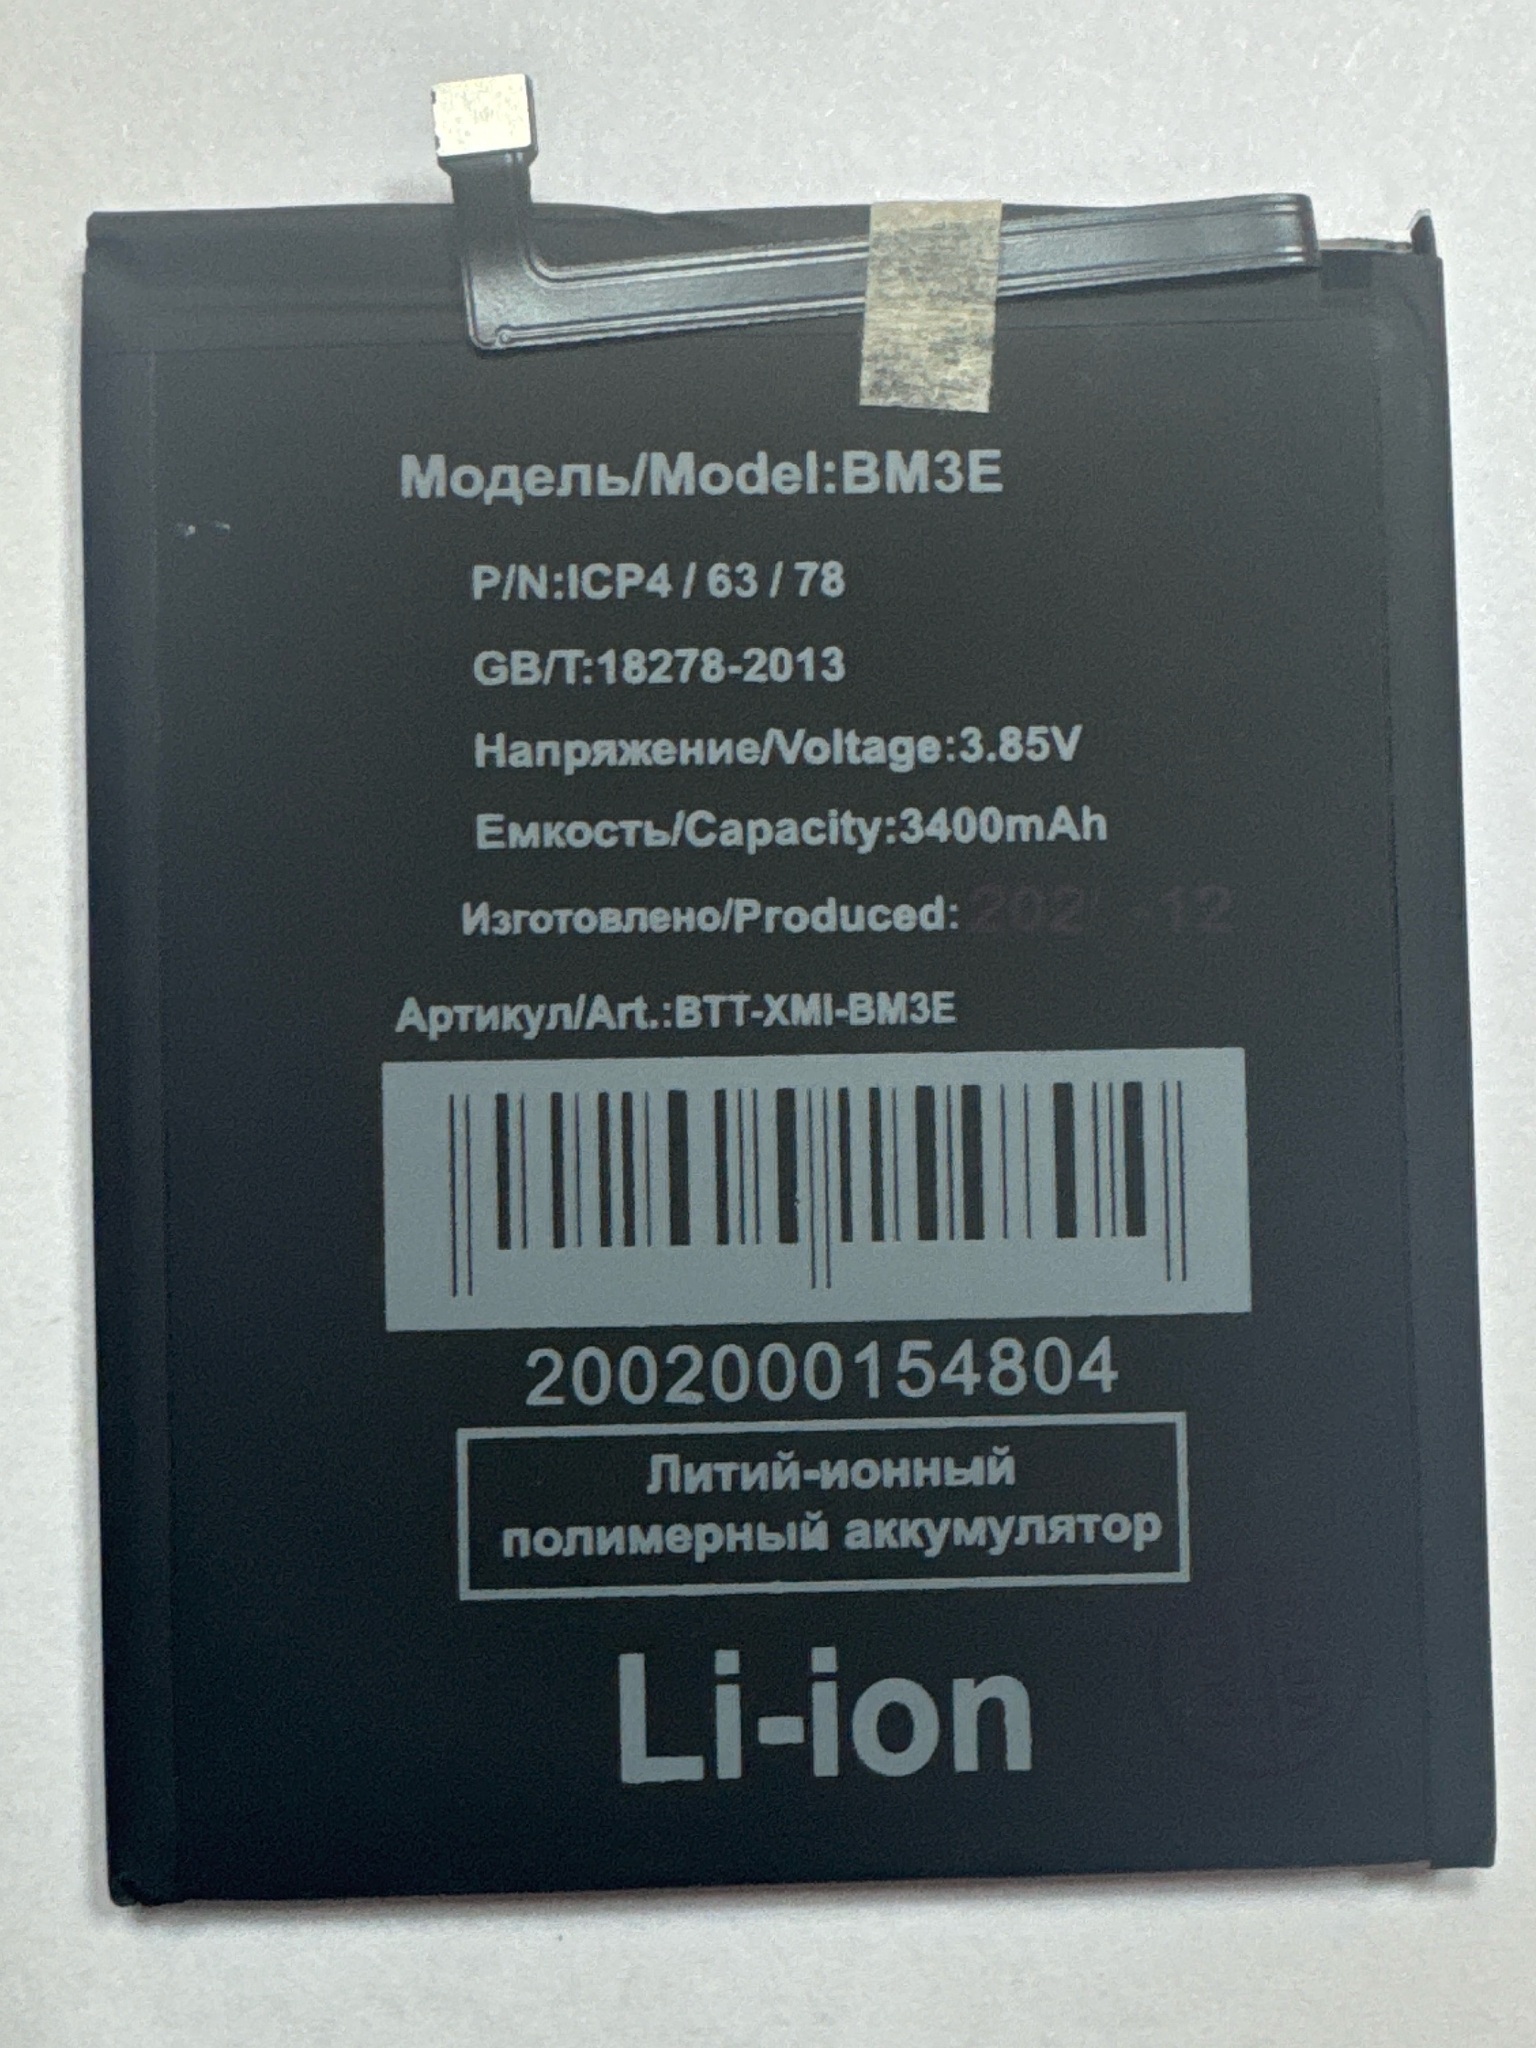 Модель/Model:BM3E
P/N:ICP4 / 63 / 78
GB/T:18278-2013
Напряжение/Voltage:3.85V
Емкость/Capacity:3400mAh
Изготовлено/Produced: 12
Артикул/Art.:BTT-XMI-BM3E
2002000154804
Литий-ионный
полимерный аккумулятор
Li-ion